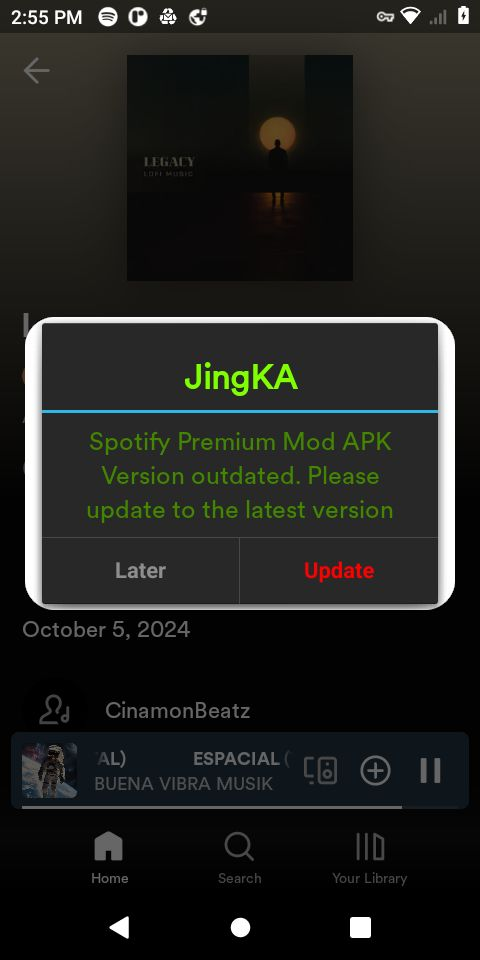 2:55 PM
LEGACY
LOFI MUSIC
JingKA
Spotify Premium Mod APK
Version outdated. Please
update to the latest version
Later
Update
October 5, 2024
CinamonBeatz
AL)
ESPACIAL (
BUENA VIBRA MUSIK
Home
Search
Your Library